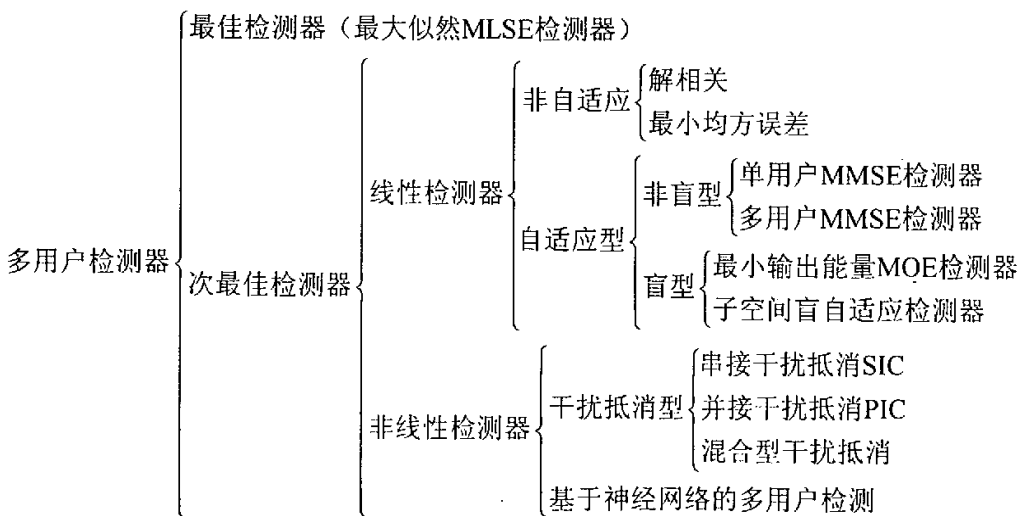 最佳检测器（最大似然MLSE检测器）
解相关
非自适应
最小均方误差
单用户MMSE检测器
非盲型
线性检测器
多用户MMSE检测器
自适应型
多用户检测器
最小输出能量MOE检测器
次最佳检测器
盲型
子空间盲自适应检测器
串接干扰抵消SIC
干扰抵消型
并接干扰抵消PIC
非线性检测器
混合型干扰抵消
基于神经网络的多用户检测